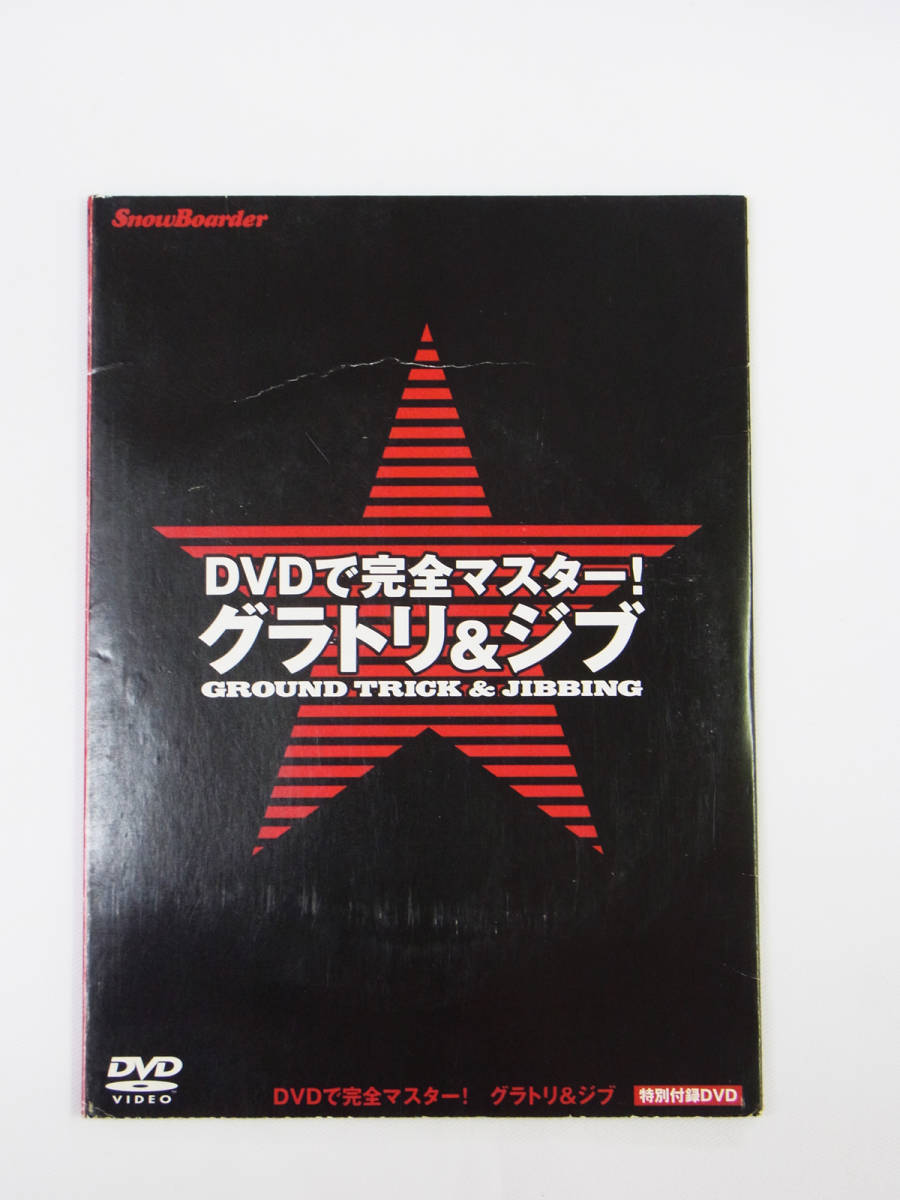 SnowBoarder
DVDで完全マスター!
グラトリ&ジブ
GROUND TRICK & JIBBING
DVD
VIDEO
TM
DVDで完全マスター! グラトリ&ジブ 特別付録DVD